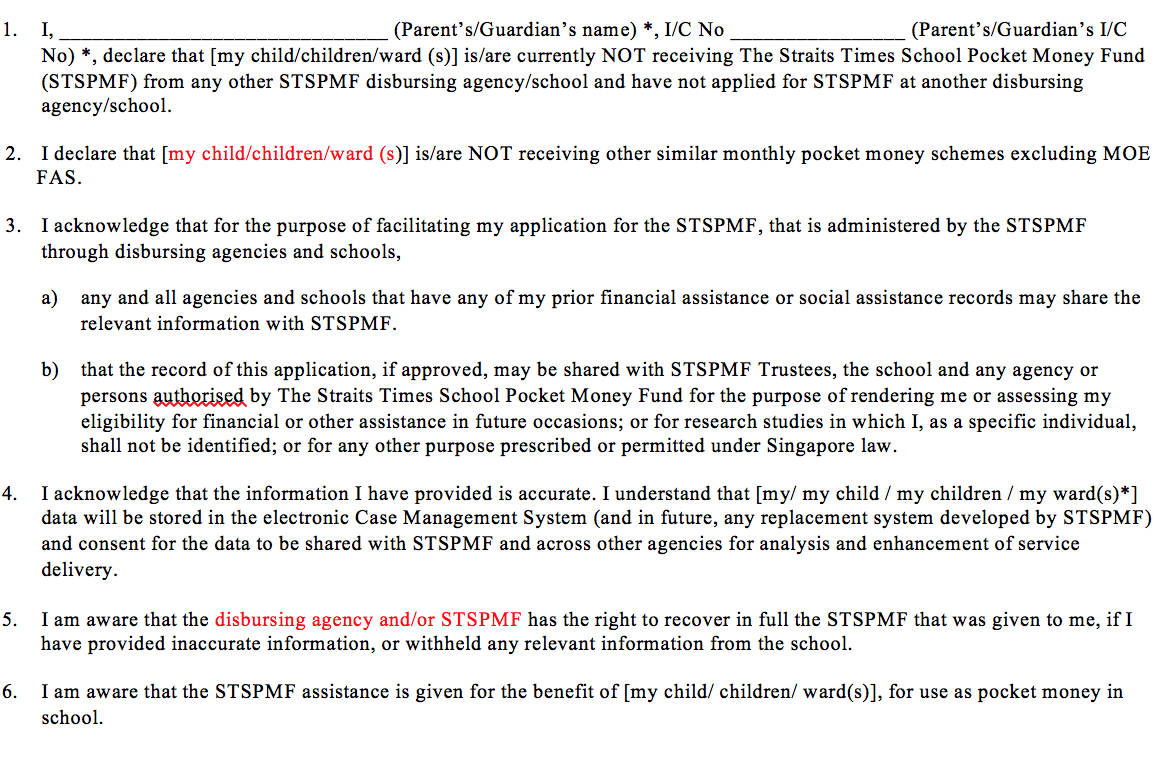 1. I, ______________________________ (Parent’s/Guardian’s name) *, I/C No ________________ (Parent’s/Guardian’s I/C
No) *, declare that [my child/children/ward (s)] is/are currently NOT receiving The Straits Times School Pocket Money Fund
(STSPMF) from any other STSPMF disbursing agency/school and have not applied for STSPMF at another disbursing
agency/school.
2. I declare that [my child/children/ward (s)] is/are NOT receiving other similar monthly pocket money schemes excluding MOE
FAS.
3. I acknowledge that for the purpose of facilitating my application for the STSPMF, that is administered by the STSPMF
through disbursing agencies and schools,
a) any and all agencies and schools that have any of my prior financial assistance or social assistance records may share the
relevant information with STSPMF.
b) that the record of this application, if approved, may be shared with STSPMF Trustees, the school and any agency or
persons authorised by The Straits Times School Pocket Money Fund for the purpose of rendering me or assessing my
eligibility for financial or other assistance in future occasions; or for research studies in which I, as a specific individual,
shall not be identified; or for any other purpose prescribed or permitted under Singapore law.
4. I acknowledge that the information I have provided is accurate. I understand that [my/ my child / my children / my ward(s)*]
data will be stored in the electronic Case Management System (and in future, any replacement system developed by STSPMF)
and consent for the data to be shared with STSPMF and across other agencies for analysis and enhancement of service
delivery.
5. I am aware that the disbursing agency and/or STSPMF has the right to recover in full the STSPMF that was given to me, if I
have provided inaccurate information, or withheld any relevant information from the school.
6. I am aware that the STSPMF assistance is given for the benefit of [my child/ children/ ward(s)], for use as pocket money in
school.